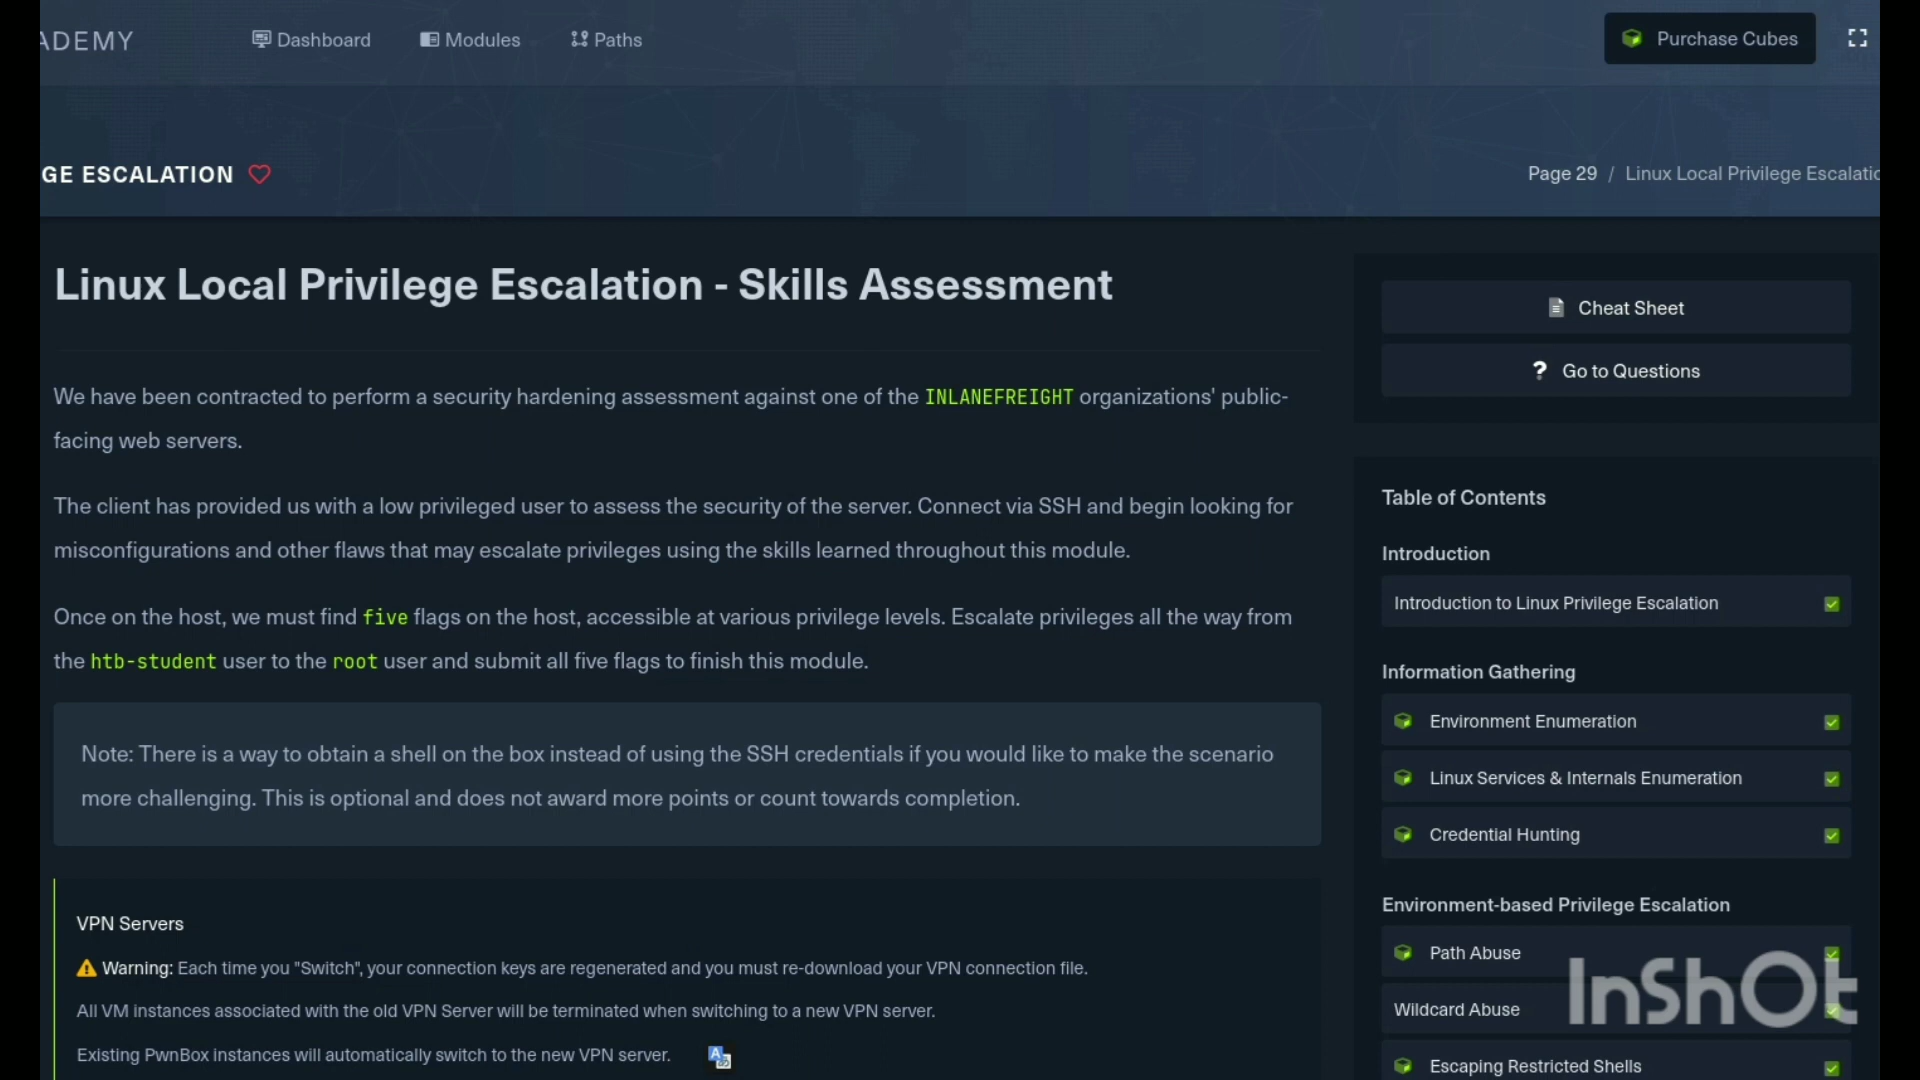 ADEMY
Dashboard
Modules
Paths
Purchase Cubes
GE ESCALATION
Page 29 / Linux Local Privilege Escalatio
Linux Local Privilege Escalation - Skills Assessment
We have been contracted to perform a security hardening assessment against one of the INLANEFREIGHT organizations' public-
facing web servers.
The client has provided us with a low privileged user to assess the security of the server. Connect via SSH and begin looking for
misconfigurations and other flaws that may escalate privileges using the skills learned throughout this module.
Once on the host, we must find five flags on the host, accessible at various privilege levels. Escalate privileges all the way from
the htb-student user to the root user and submit all five flags to finish this module.
Note: There is a way to obtain a shell on the box instead of using the SSH credentials if you would like to make the scenario
more challenging. This is optional and does not award more points or count towards completion.
VPN Servers
Warning: Each time you "Switch", your connection keys are regenerated and you must re-download your VPN connection file.
All VM instances associated with the old VPN Server will be terminated when switching to a new VPN server.
Existing PwnBox instances will automatically switch to the new VPN server.
Cheat Sheet
? Go to Questions
Table of Contents
Introduction
Introduction to Linux Privilege Escalation
Information Gathering
Environment Enumeration
Linux Services & Internals Enumeration
Credential Hunting
Environment-based Privilege Escalation
Path Abuse
Wildcard Abuse
Escaping Restricted Shells
InShOt